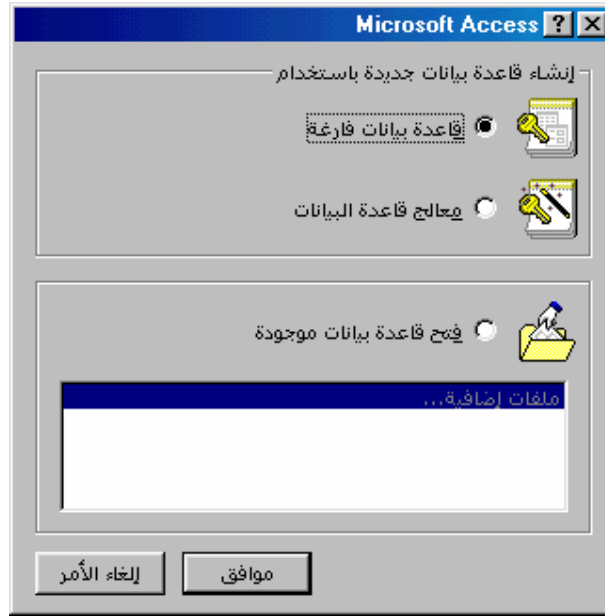 Microsoft Access
إنشاء قاعدة بيانات جديدة باستخدام
قاعدة بيانات فارغة
معالج قاعدة البيانات
فتح قاعدة بيانات موجودة
ملفات إضافية...
موافق
إلغاء الأمر